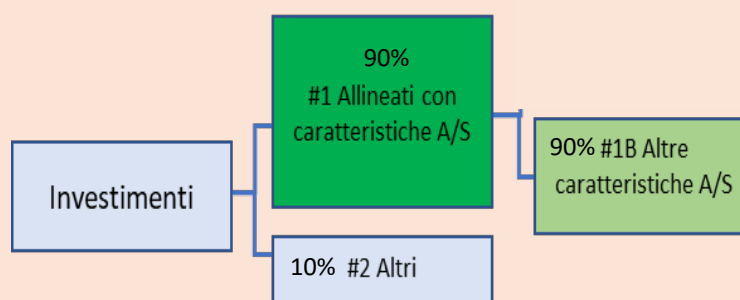 90%
#1 Allineati con
caratteristiche A/S
90% #1B Altre
caratteristiche A/S
Investimenti
10% #2 Altri